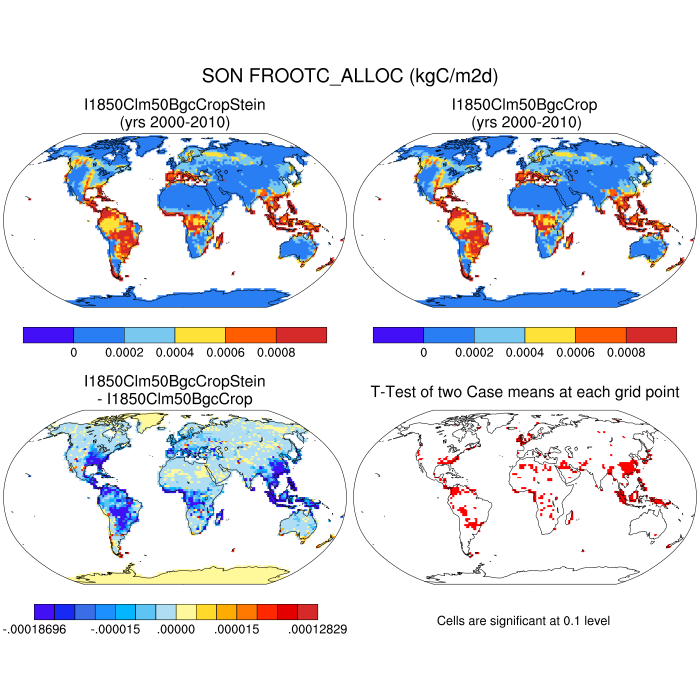 SON FROOTC_ALLOC (kgC/m2d)
I1850Clm50BgcCropStein
(yrs 2000-2010)
I1850Clm50BgcCrop
(yrs 2000-2010)
0 0.0002 0.0004 0.0006 0.0008
0 0.0002 0.0004 0.0006 0.0008
I1850Clm50BgcCropStein
- I1850Clm50BgcCrop
T-Test of two Case means at each grid point
-.00018696 -.000015 .00000 .000015 .00012829
Cells are significant at 0.1 level